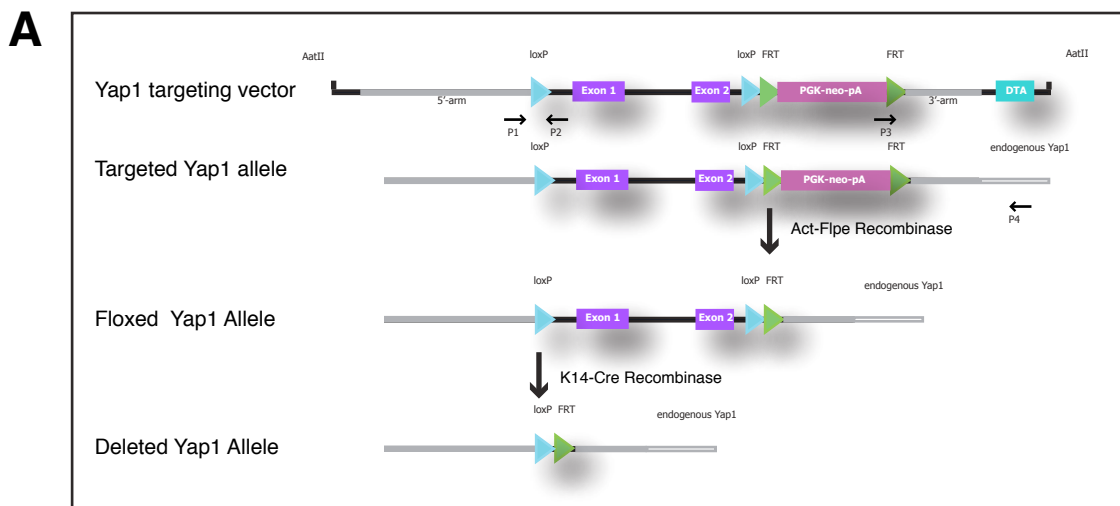 A
AatII loxP loxP FRT FRT AatII
Yap1 targeting vector Exon 1 Exon 2 PGK-neo-pA DTA
5'-arm 3'-arm
P1 P2 P3
loxP loxP FRT FRT endogenous Yap1
Targeted Yap1 allele Exon 1 Exon 2 PGK-neo-pA
P4
Act-Flpe Recombinase
loxP loxP FRT endogenous Yap1
Floxed Yap1 Allele Exon 1 Exon 2
K14-Cre Recombinase
loxP FRT endogenous Yap1
Deleted Yap1 Allele